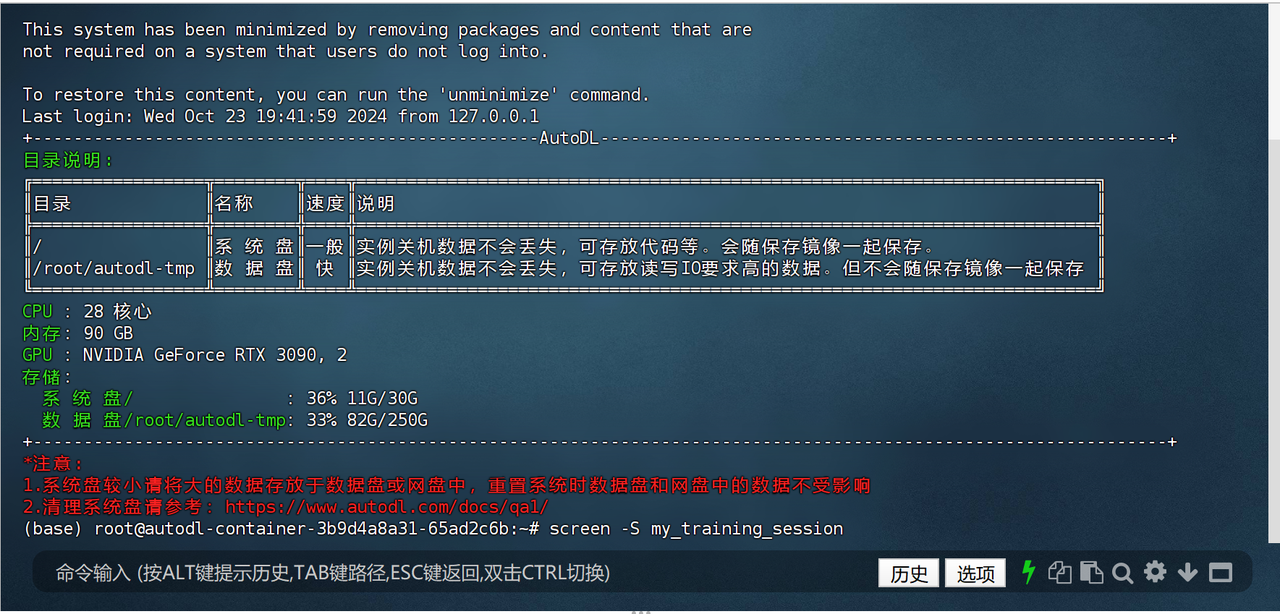 This system has been minimized by removing packages and content that are
not required on a system that users do not log into.
To restore this content, you can run the 'unminimize' command.
Last login: Wed Oct 23 19:41:59 2024 from 127.0.0.1
+--------------------------------------------------AutoDL--------------------------------------------------------+
目录说明:
目录 名称 速度 说明
/ 系 统 盘 一般 实例关机数据不会丢失，可存放代码等。会随保存镜像一起保存。
/root/autodl-tmp 数 据 盘 快 实例关机数据不会丢失，可存放读写IO要求高的数据。但不会随保存镜像一起保存
CPU : 28 核心
内存: 90 GB
GPU : NVIDIA GeForce RTX 3090, 2
存储:
系 统 盘/ : 36% 11G/30G
数 据 盘/root/autodl-tmp: 33% 82G/250G
+----------------------------------------------------------------------------------------------------------------+
*注意:
1.系统盘较小请将大的数据存放于数据盘或网盘中，重置系统时数据盘和网盘中的数据不受影响
2.清理系统盘请参考: https://www.autodl.com/docs/qa1/
(base) root@autodl-container-3b9d4a8a31-65ad2c6b:~# screen -S my_training_session
命令输入 (按ALT键提示历史,TAB键路径,ESC键返回,双击CTRL切换) 历史 选项